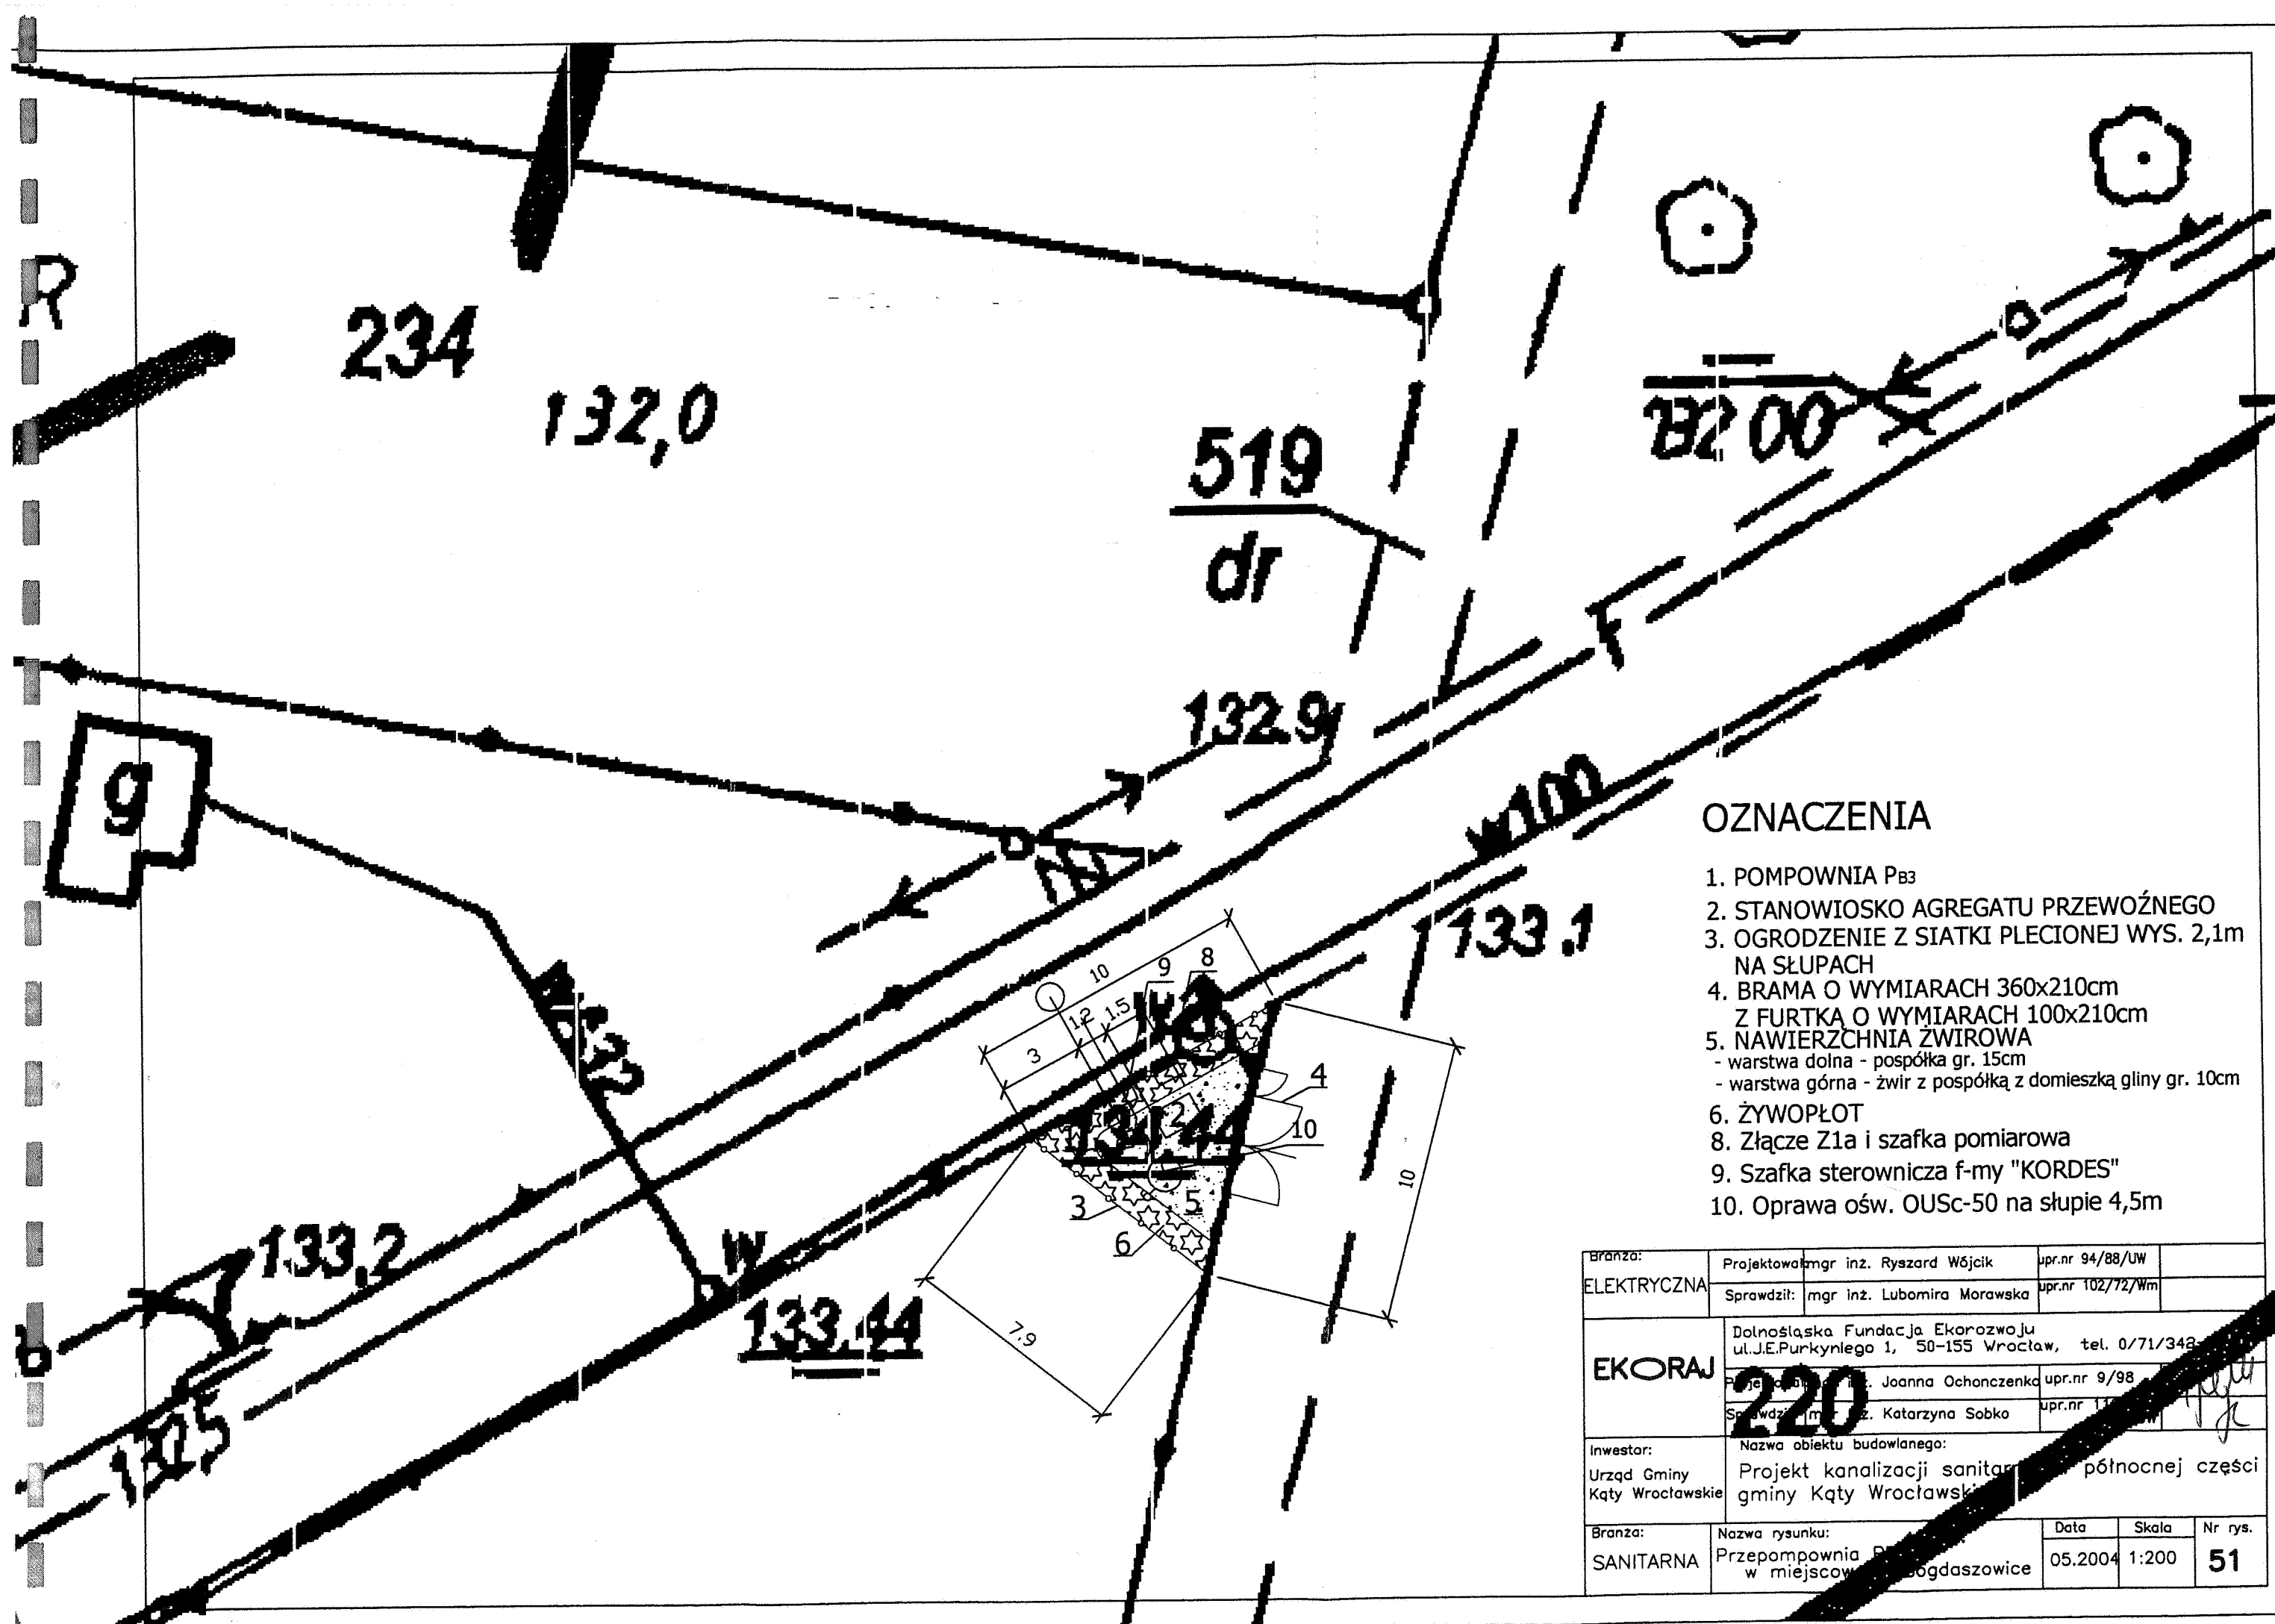 R
234
132,0
519
dr
B200
132.9
F
w100
133.1
g
10
9
8
1.2
1.5
3
4
2
10
10
3
5
6
7.9
W
133.44
133,2
132,5
OZNACZENIA
1. POMPOWNIA PB3
2. STANOWIOSKO AGREGATU PRZEWOŹNEGO
3. OGRODZENIE Z SIATKI PLECIONEJ WYS. 2,1m
NA SŁUPACH
4. BRAMA O WYMIARACH 360x210cm
Z FURTKĄ O WYMIARACH 100x210cm
5. NAWIERZCHNIA ŻWIROWA
- warstwa dolna - pospółka gr. 15cm
- warstwa górna - żwir z pospółką z domieszką gliny gr. 10cm
6. ŻYWOPŁOT
8. Złącze Z1a i szafka pomiarowa
9. Szafka sterownicza f-my "KORDES"
10. Oprawa ośw. OUSc-50 na słupie 4,5m
Branża:
ELEKTRYCZNA
Projektował mgr inż. Ryszard Wójcik upr.nr 94/88/UW
Sprawdził: mgr inż. Lubomira Morawska upr.nr 102/72/Wm
EKORAJ
Dolnośląska Fundacja Ekorozwoju
ul.J.E.Purkyniego 1, 50-155 Wrocław, tel. 0/71/343-
220
Joanna Ochonczenko upr.nr 9/98
Katarzyna Sobko upr.nr
Inwestor:
Urząd Gminy
Kąty Wrocławskie
Nazwa obiektu budowlanego:
Projekt kanalizacji północnej części
gminy Kąty
Branża:
SANITARNA
Nazwa rysunku:
Przepompownia
w
Data
05.2004
Skala
1:200
Nr rys.
51